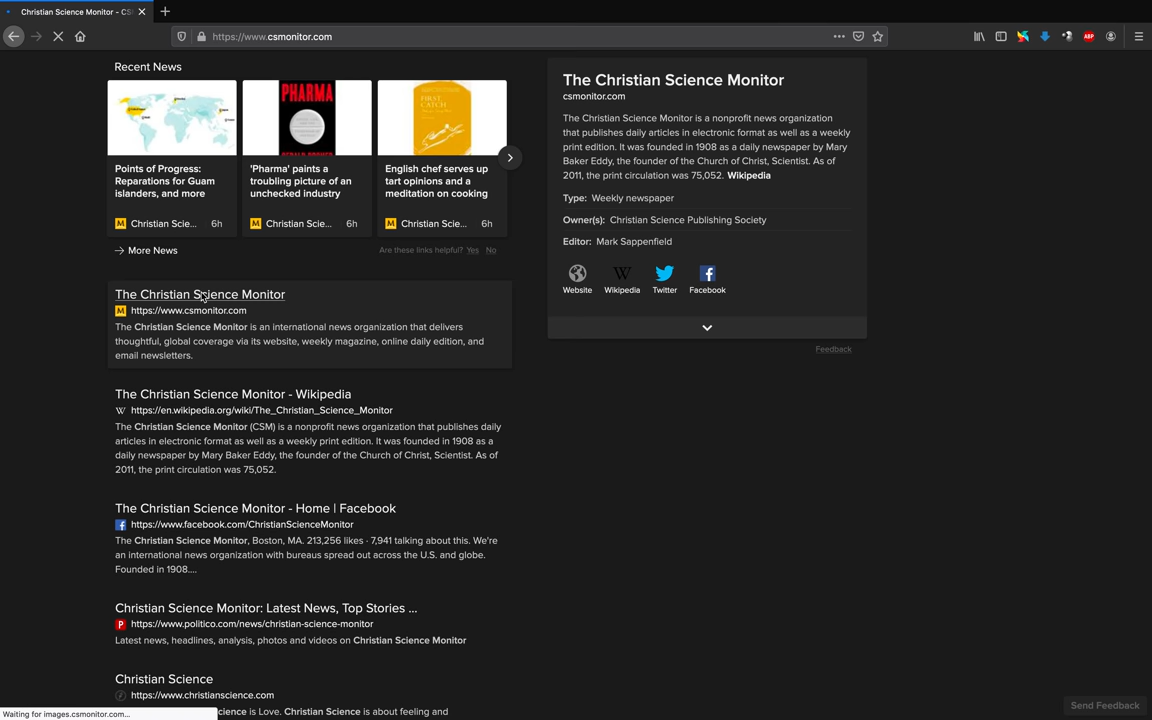 Christian Science Monitor - CS
https://www.csmonitor.com
ABP
Recent News
PHARMA
FIRST
CATCH
Points of Progress:
Reparations for Guam
islanders, and more
M Christian Scie... 6h
'Pharma' paints a
troubling picture of an
unchecked industry
M Christian Scie... 6h
English chef serves up
tart opinions and a
meditation on cooking
M Christian Scie... 6h
→ More News
Are these links helpful? Yes No
The Christian Science Monitor
M https://www.csmonitor.com
The Christian Science Monitor is an international news organization that delivers
thoughtful, global coverage via its website, weekly magazine, online daily edition, and
email newsletters.
The Christian Science Monitor - Wikipedia
W https://en.wikipedia.org/wiki/The_Christian_Science_Monitor
The Christian Science Monitor (CSM) is a nonprofit news organization that publishes daily
articles in electronic format as well as a weekly print edition. It was founded in 1908 as a
daily newspaper by Mary Baker Eddy, the founder of the Church of Christ, Scientist. As of
2011, the print circulation was 75,052.
The Christian Science Monitor - Home | Facebook
f https://www.facebook.com/ChristianScienceMonitor
The Christian Science Monitor, Boston, MA. 213,256 likes · 7,941 talking about this. We're
an international news organization with bureaus spread out across the U.S. and globe.
Founded in 1908....
Christian Science Monitor: Latest News, Top Stories ...
P https://www.politico.com/news/christian-science-monitor
Latest news, headlines, analysis, photos and videos on Christian Science Monitor
Christian Science
https://www.christianscience.com
cience is Love. Christian Science is about feeling and
The Christian Science Monitor
csmonitor.com
The Christian Science Monitor is a nonprofit news organization
that publishes daily articles in electronic format as well as a weekly
print edition. It was founded in 1908 as a daily newspaper by Mary
Baker Eddy, the founder of the Church of Christ, Scientist. As of
2011, the print circulation was 75,052. Wikipedia
Type: Weekly newspaper
Owner(s): Christian Science Publishing Society
Editor: Mark Sappenfield
W
f
Website Wikipedia Twitter Facebook
Feedback
Waiting for images.csmonitor.com...
Send Feedback